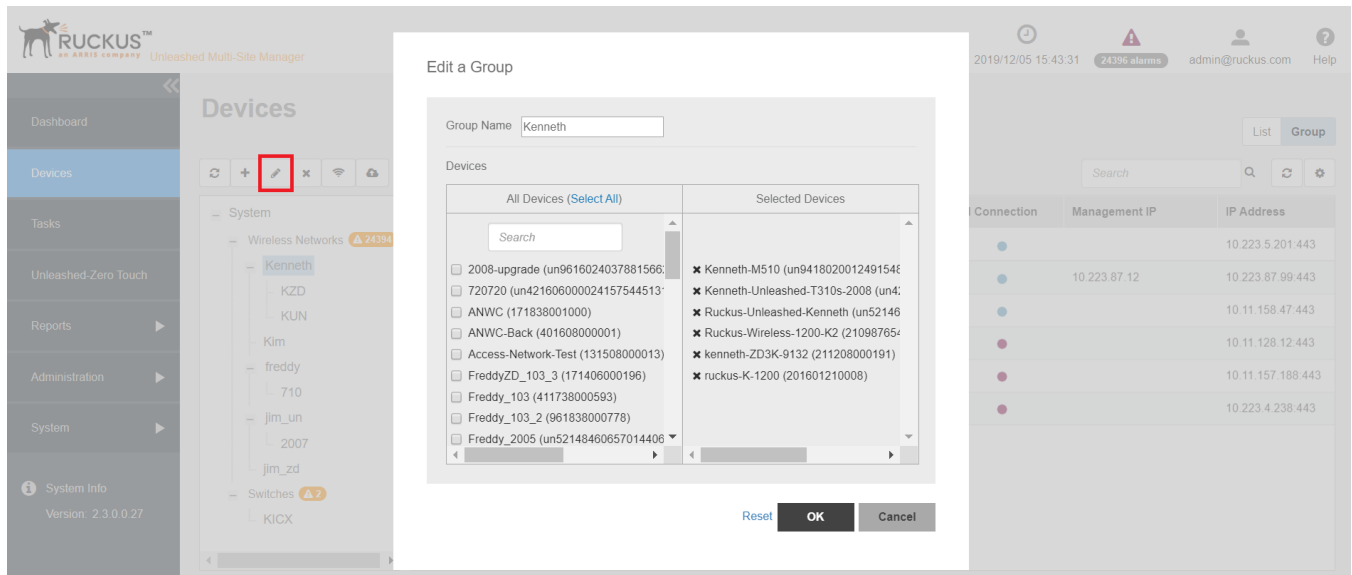 RUCKUS™
an ARRIS company
Unleashed Multi-Site Manager
2019/12/05 15:43:31
24396 alarms
admin@ruckus.com
Help
Dashboard
Devices
Tasks
Unleashed-Zero Touch
Reports
Administration
System
System Info
Version: 2.3.0.0.27
Devices
List
Group
Search
System
Wireless Networks
24394
Kenneth
KZD
KUN
Kim
freddy
710
jim_un
2007
jim_zd
Switches
2
KICX
Edit a Group
Group Name
Kenneth
Devices
All Devices (Select All)
Selected Devices
Search
2008-upgrade (un9616024037881566
720720 (un421606000024157544513
ANWC (171838001000)
ANWC-Back (401608000001)
Access-Network-Test (131508000013)
FreddyZD_103_3 (171406000196)
Freddy_103 (411738000593)
Freddy_103_2 (961838000778)
Freddy_2005 (un52148460657014406
Kenneth-M510 (un9418020012491548
Kenneth-Unleashed-T310s-2008 (un42
Ruckus-Unleashed-Kenneth (un52146
Ruckus-Wireless-1200-K2 (210987654
kenneth-ZD3K-9132 (211208000191)
ruckus-K-1200 (201601210008)
Reset
OK
Cancel
Connection
Management IP
IP Address
10.223.5.201:443
10.223.87.12
10.223.87.99:443
10.11.158.47:443
10.11.128.12:443
10.11.157.188:443
10.223.4.238:443